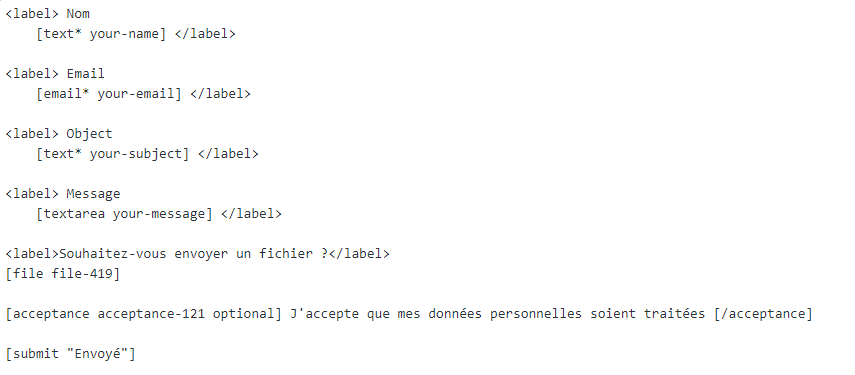 <label> Nom
[text* your-name] </label>
<label> Email
[email* your-email] </label>
<label> Object
[text* your-subject] </label>
<label> Message
[textarea your-message] </label>
<label>Souhaitez-vous envoyer un fichier ?</label>
[file file-419]
[acceptance acceptance-121 optional] J'accepte que mes données personnelles soient traitées [/acceptance]
[submit "Envoyé"]